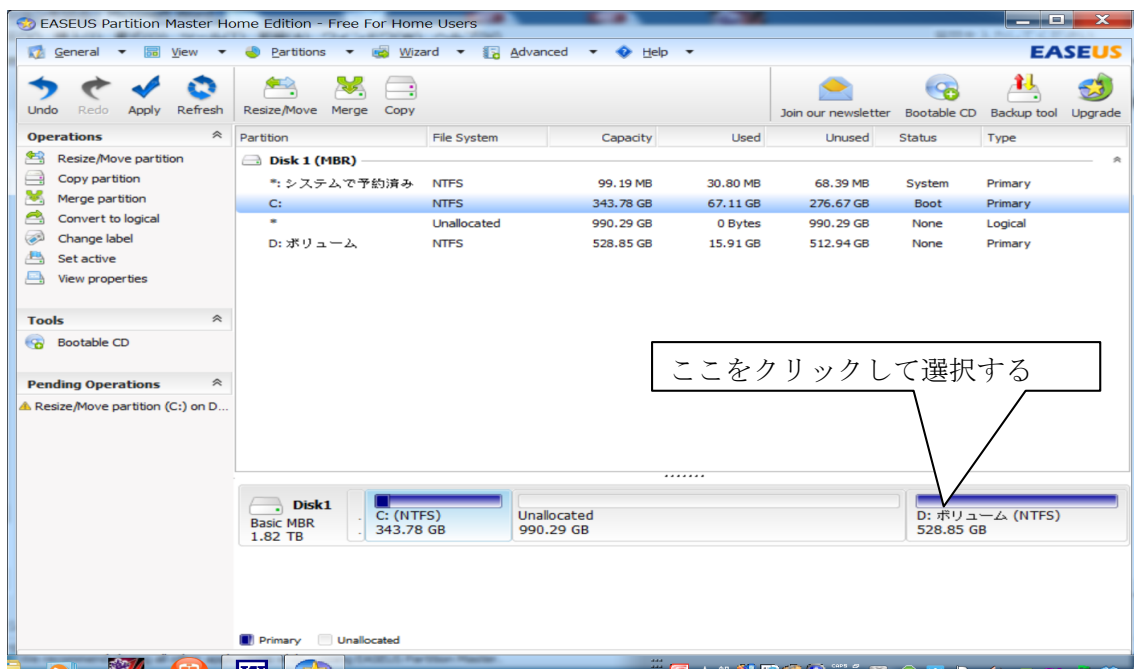 EASEUS Partition Master Home Edition - Free For Home Users
General View Partitions Wizard Advanced Help EASEUS
Undo Redo Apply Refresh Resize/Move Merge Copy Join our newsletter Bootable CD Backup tool Upgrade
Operations
Resize/Move partition
Copy partition
Merge partition
Convert to logical
Change label
Set active
View properties
Tools
Bootable CD
Pending Operations
Resize/Move partition (C:) on D...
Partition File System Capacity Used Unused Status Type
Disk 1 (MBR)
*: システムで予約済み NTFS 99.19 MB 30.80 MB 68.39 MB System Primary
C: NTFS 343.78 GB 67.11 GB 276.67 GB Boot Primary
* Unallocated 990.29 GB 0 Bytes 990.29 GB None Logical
D: ボリューム NTFS 528.85 GB 15.91 GB 512.94 GB None Primary
ここをクリックして選択する
Disk1
Basic MBR
1.82 TB
C: (NTFS)
343.78 GB
Unallocated
990.29 GB
D: ボリューム (NTFS)
528.85 GB
Primary Unallocated